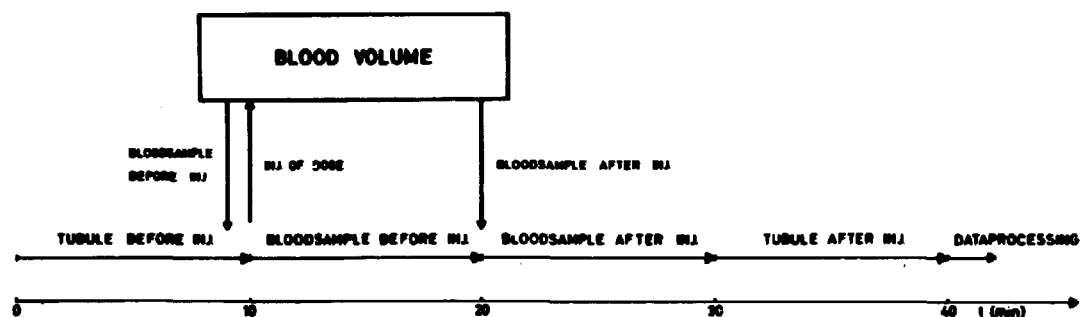 BLOOD VOLUME
BLOODSAMPLE
BEFORE INJ.
INJ. OF DOSE
BLOODSAMPLE AFTER INJ.
TUBULE BEFORE INJ. BLOODSAMPLE BEFORE INJ. BLOODSAMPLE AFTER INJ. TUBULE AFTER INJ. DATAPROCESSING
0 10 20 30 40 t (min)